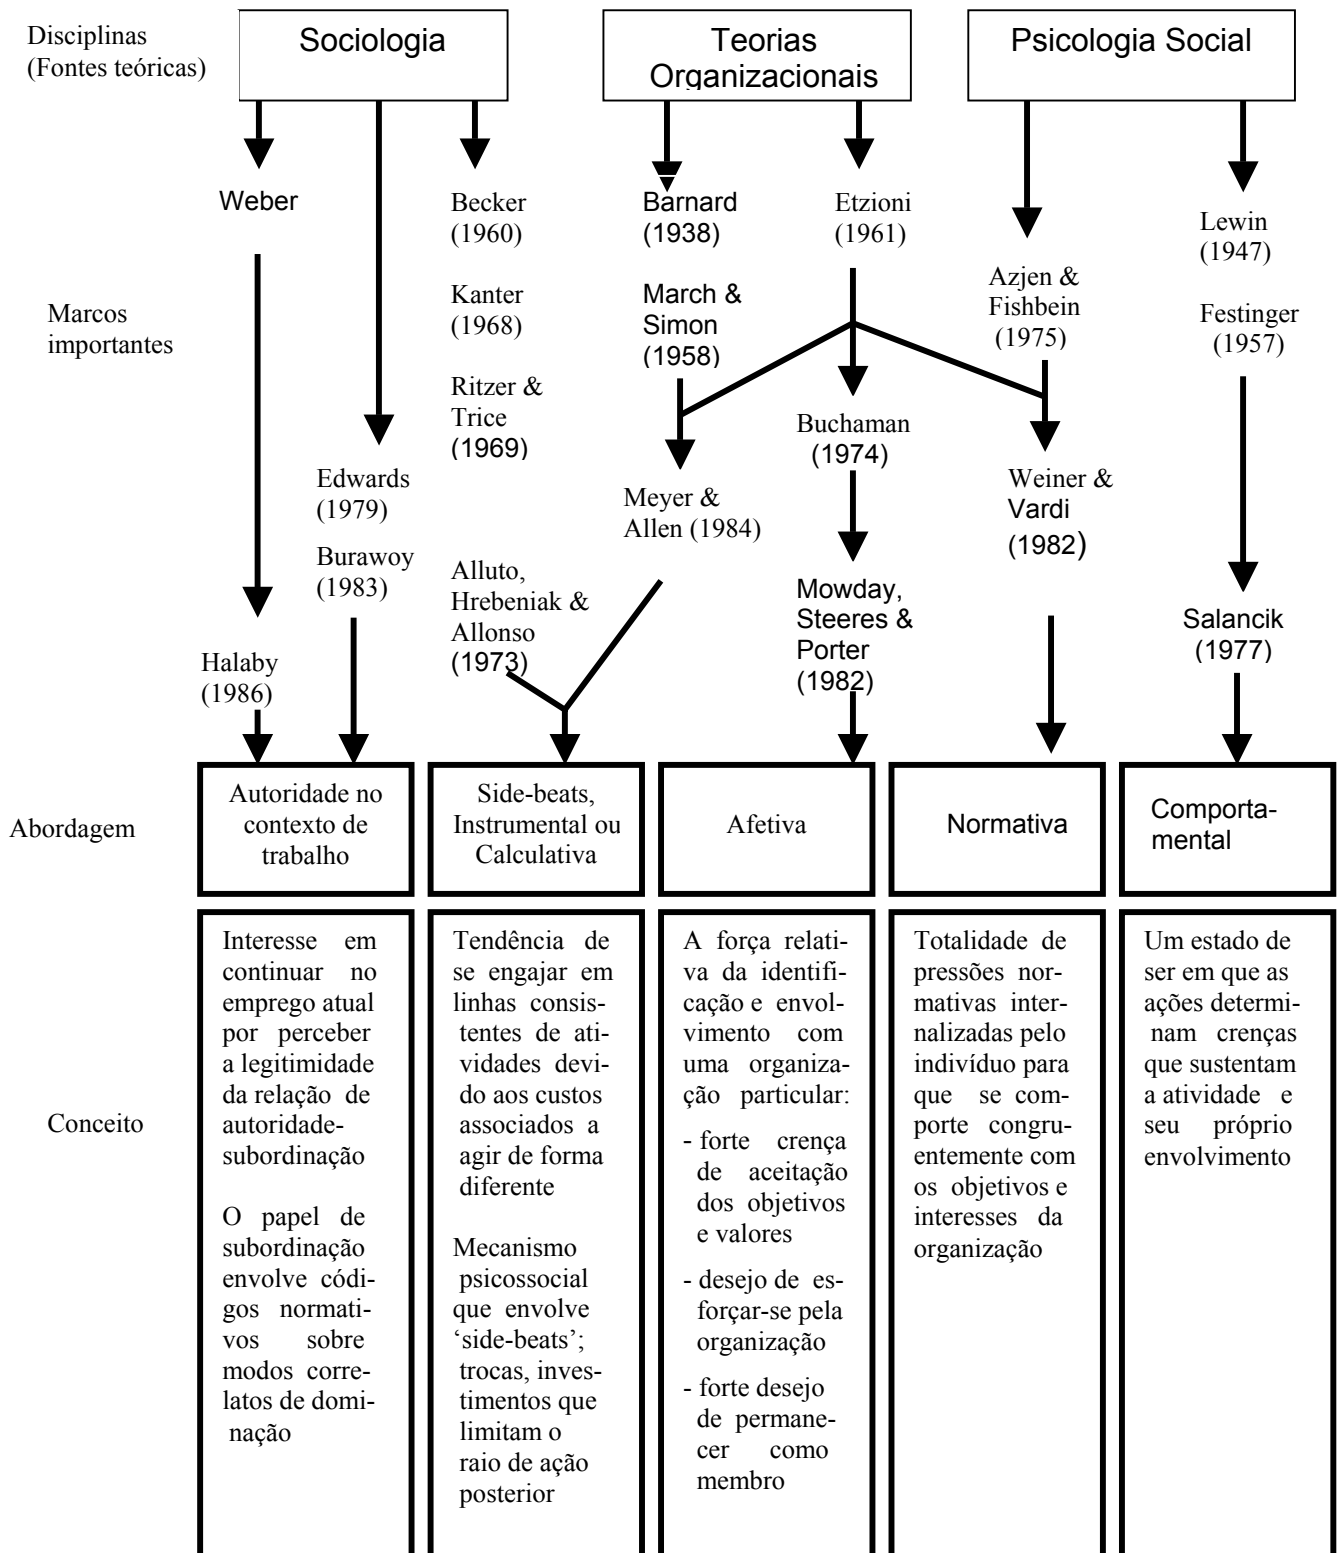 Disciplinas
(Fontes teóricas)
Sociologia
Teorias
Organizacionais
Psicologia Social
Marcos
importantes
Weber
Becker
(1960)
Kanter
(1968)
Ritzer &
Trice
(1969)
Barnard
(1938)
March &
Simon
(1958)
Etzioni
(1961)
Azjen &
Fishbein
(1975)
Lewin
(1947)
Festinger
(1957)
Edwards
(1979)
Burawoy
(1983)
Buchaman
(1974)
Meyer &
Allen (1984)
Weiner &
Vardi
(1982)
Alluto,
Hrebeniak &
Allonso
(1973)
Mowday,
Steeres &
Porter
(1982)
Salancik
(1977)
Halaby
(1986)
Abordagem
Autoridade no
contexto de
trabalho
Side-beats,
Instrumental ou
Calculativa
Afetiva
Normativa
Comporta-
mental
Conceito
Interesse em
continuar no
emprego atual
por perceber
a legitimidade
da relação de
autoridade-
subordinação
O papel de
subordinação
envolve códi-
gos normati-
vos sobre
modos corre-
latos de domi-
nação
Tendência de
se engajar em
linhas consis-
tentes de ati-
vidades devi-
do aos custos
associados a
agir de forma
diferente
Mecanismo
psicossocial
que envolve
‘side-beats’;
trocas, inves-
timentos que
limitam o
raio de ação
posterior
A força relati-
va da identifi-
cação e envol-
vimento com
uma organiza-
ção particular:
- forte crença
de aceitação
dos objetivos
e valores
- desejo de es-
forçar-se pela
organização
- forte desejo
de permane-
cer como
membro
Totalidade de
pressões nor-
mativas inter-
nalizadas pelo
indivíduo para
que se com-
porte congru-
entemente com
os objetivos e
interesses da
organização
Um estado de
ser em que as
ações determi-
nam crenças
que sustentam
a atividade e
seu próprio
envolvimento